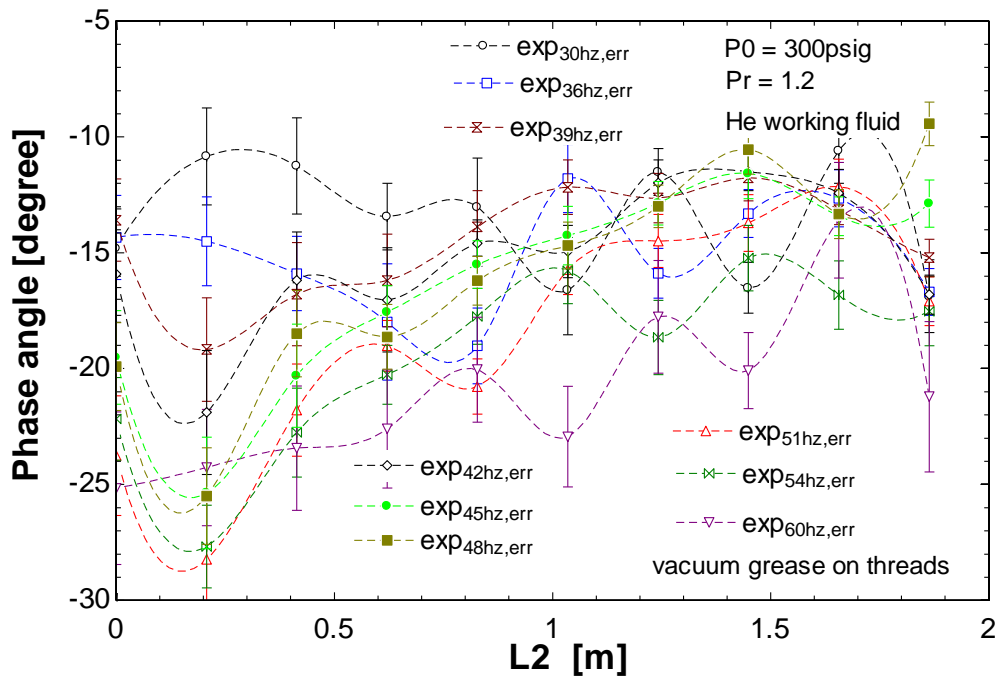 -5
-10
-15
-20
-25
-30
Phase angle [degree]
exp30hz,err
exp36hz,err
exp39hz,err
P0 = 300psig
Pr = 1.2
He working fluid
exp42hz,err
exp45hz,err
exp48hz,err
exp51hz,err
exp54hz,err
exp60hz,err
vacuum grease on threads
0
0.5
1
1.5
2
L2 [m]